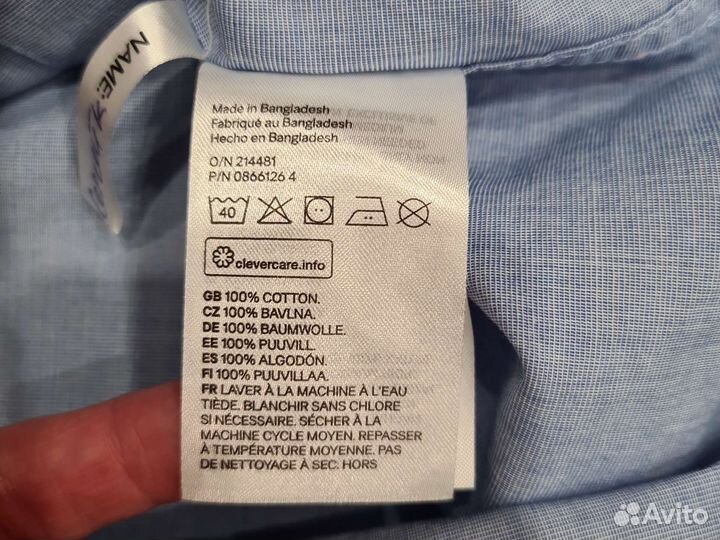 NAME:
Made in Bangladesh
Fabriqué au Bangladesh
Hecho en Bangladesh
O/N 214481
P/N 0866126 4
40
clevercare.info
GB 100% COTTON.
CZ 100% BAVLNA.
DE 100% BAUMWOLLE.
EE 100% PUUVILL.
ES 100% ALGODÓN.
FI 100% PUUVILLAA.
FR LAVER À LA MACHINE À L'EAU
TIÈDE. BLANCHIR SANS CHLORE
SI NÉCESSAIRE. SÉCHER À LA
MACHINE CYCLE MOYEN. REPASSER
À TEMPÉRATURE MOYENNE. PAS
DE NETTOYAGE À SEC. HORS
Avito